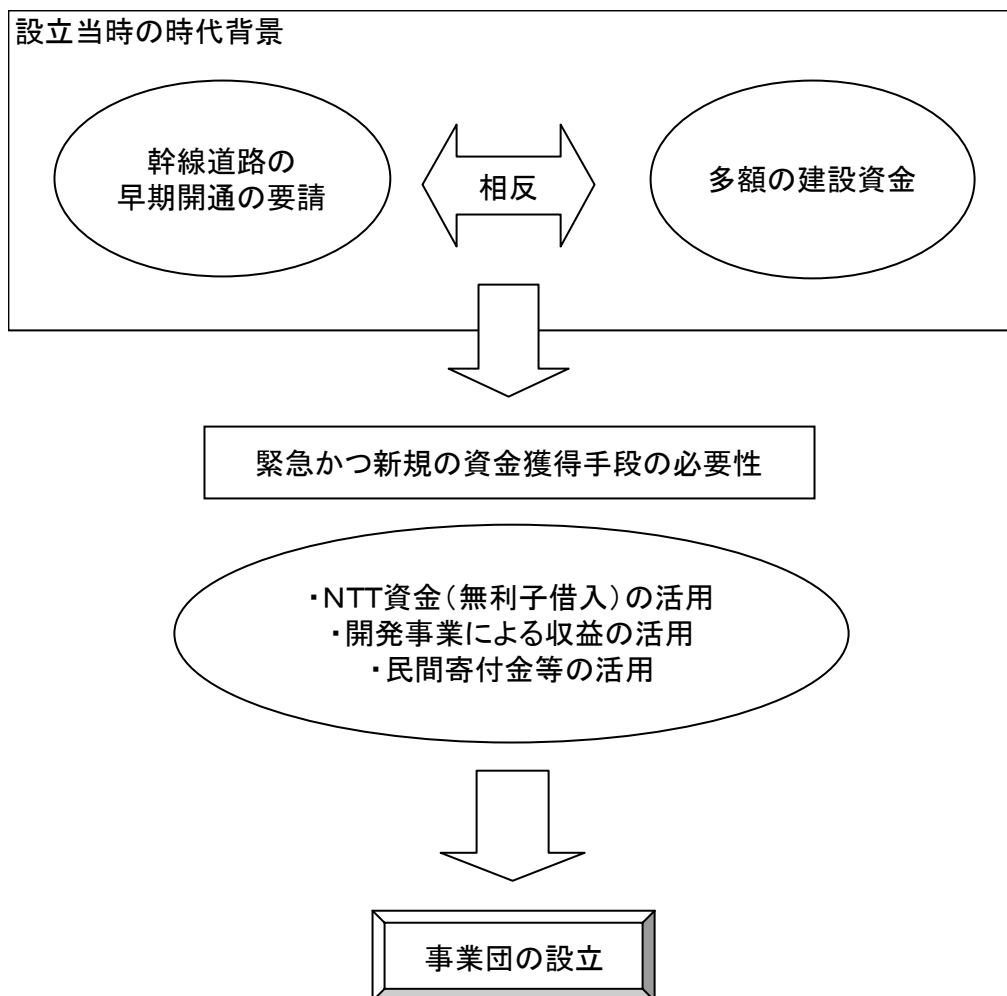 設立当時の時代背景
幹線道路の
早期開通の要請
相反
多額の建設資金
緊急かつ新規の資金獲得手段の必要性
・NTT資金(無利子借入)の活用
・開発事業による収益の活用
・民間寄付金等の活用
事業団の設立